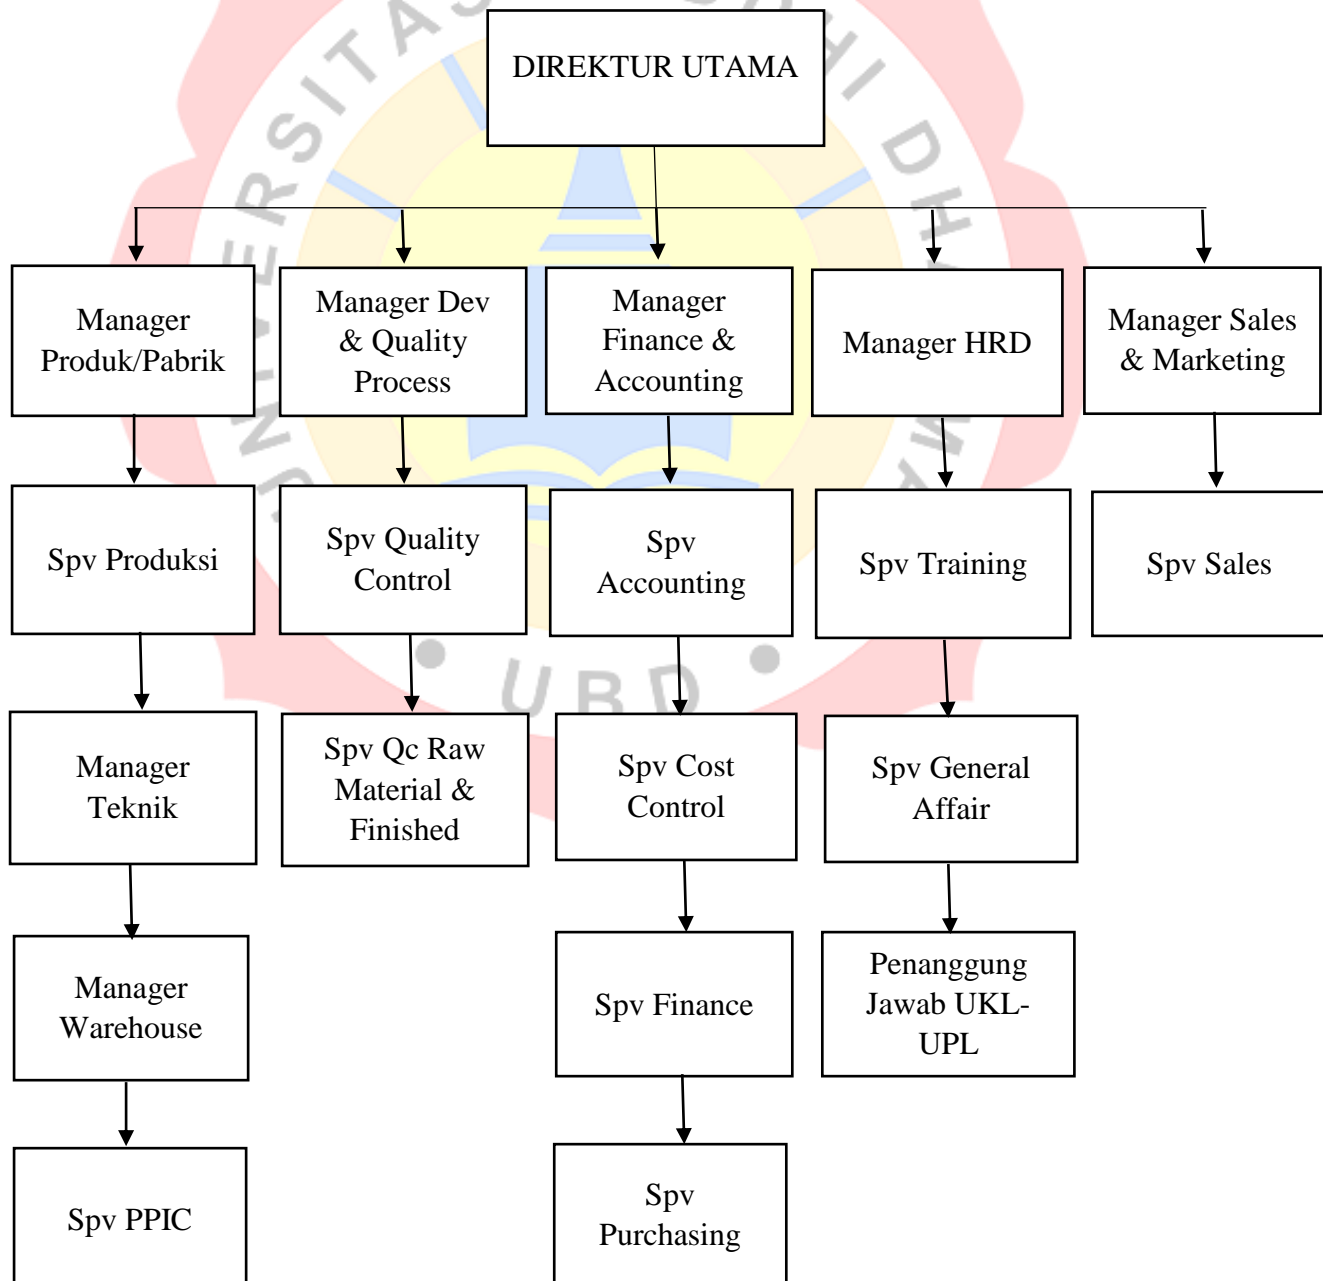 DIREKTUR UTAMA
Manager
Produk/Pabrik
Manager Dev
& Quality
Process
Manager
Finance &
Accounting
Manager HRD
Manager Sales
& Marketing
Spv Produksi
Spv Quality
Control
Spv
Accounting
Spv Training
Spv Sales
Manager
Teknik
Spv Qc Raw
Material &
Finished
Spv Cost
Control
Spv General
Affair
Manager
Warehouse
Spv Finance
Penanggung
Jawab UKL-
UPL
Spv PPIC
Spv
Purchasing
UBD